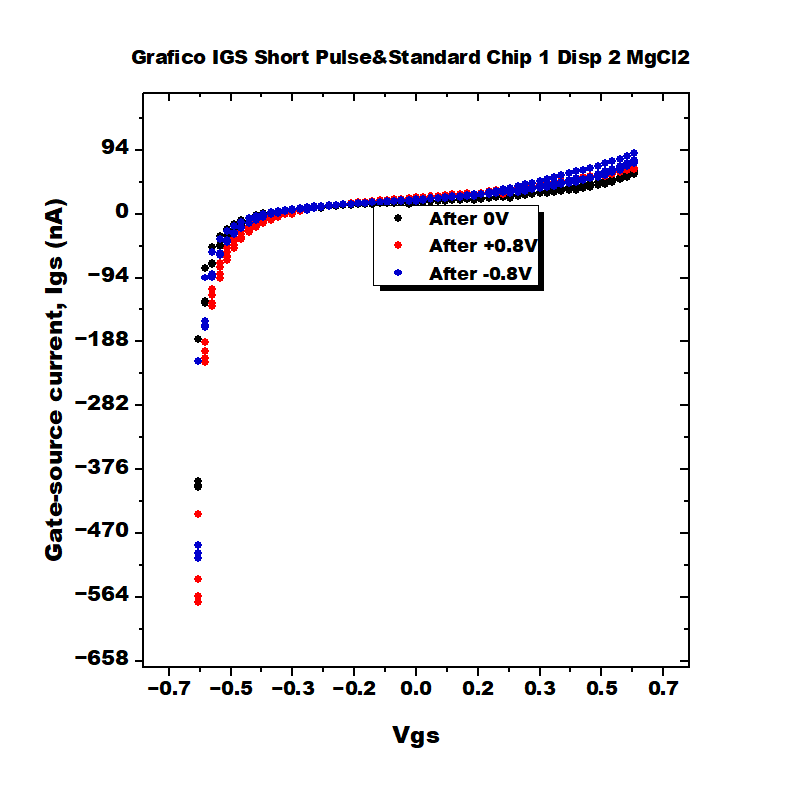 Grafico IGS Short Pulse&Standard Chip 1 Disp 2 MgCl2
Gate-source current, Igs (nA)
94
0
−94
−188
−282
−376
−470
−564
−658
After 0V
After +0.8V
After -0.8V
−0.7 −0.5 −0.2 −0.3 0.0 0.2 0.3 0.5 0.7
Vgs